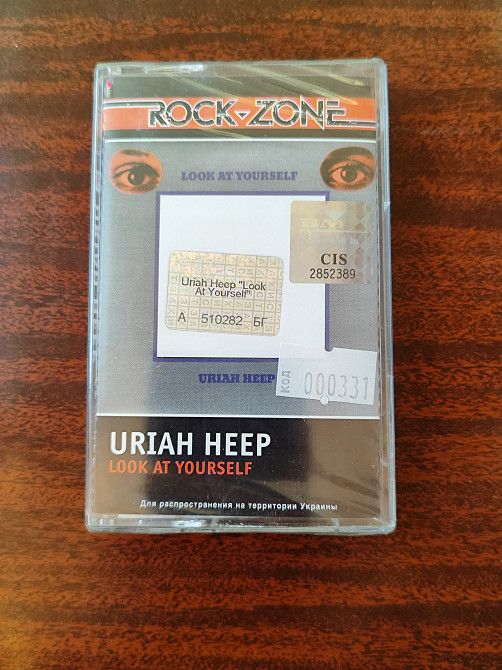 ROCK-ZONE
LOOK AT YOURSELF
CIS
2852389
Uriah Heep "Look
At Yourself"
А 510282 БГ
КОД
000331
URIAH HEEP
URIAH HEEP
LOOK AT YOURSELF
Для распространения на территории Украины